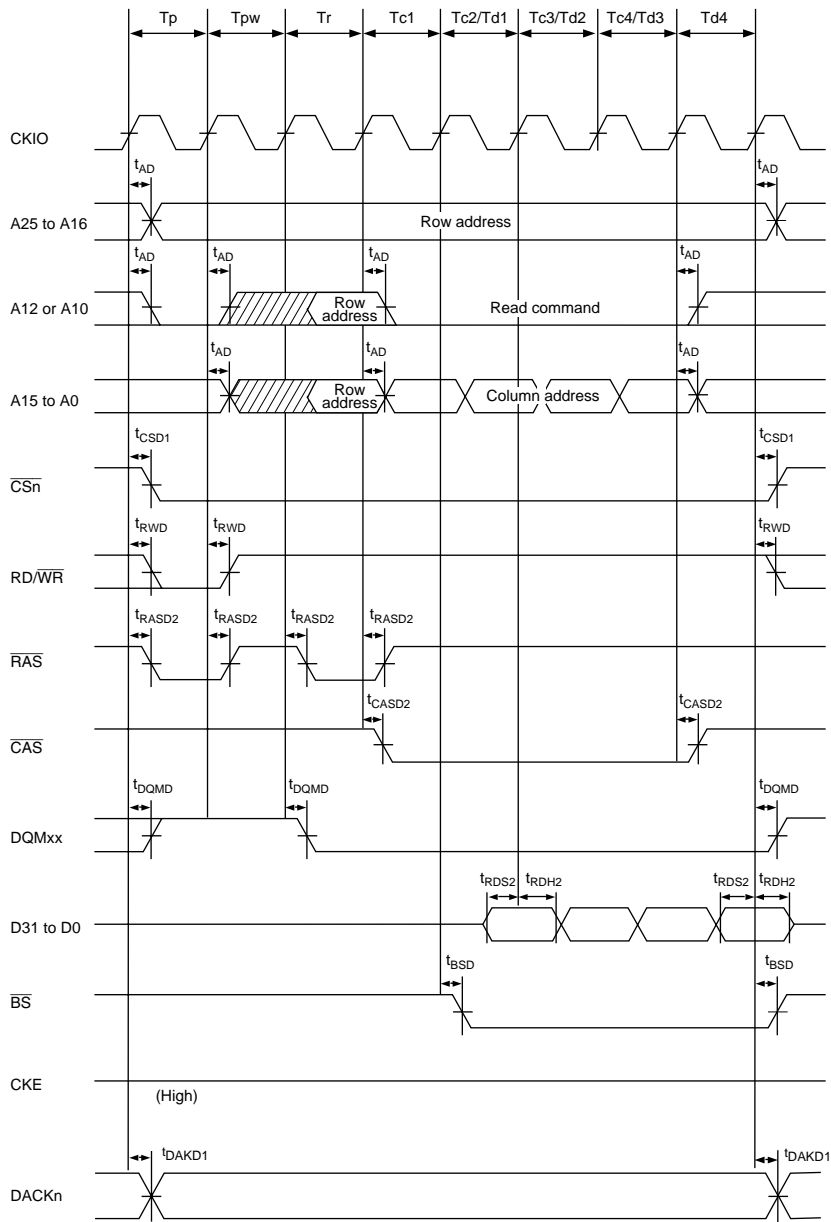 Tp Tpw Tr Tc1 Tc2/Td1 Tc3/Td2 Tc4/Td3 Td4
CKIO
tAD tAD
A25 to A16 Row address
tAD tAD tAD tAD
A12 or A10 Row address Read command
tAD tAD tAD
A15 to A0 Row address Column address
tCSD1 tCSD1
CSn
tRWD tRWD tRWD
RD/WR
tRASD2 tRASD2 tRASD2 tRASD2
RAS
tCASD2 tCASD2
CAS
tDQMD tDQMD tDQMD
DQMxx
tRDS2 tRDH2 tRDS2 tRDH2
D31 to D0
tBSD tBSD
BS
CKE
(High)
tDAKD1 tDAKD1
DACKn